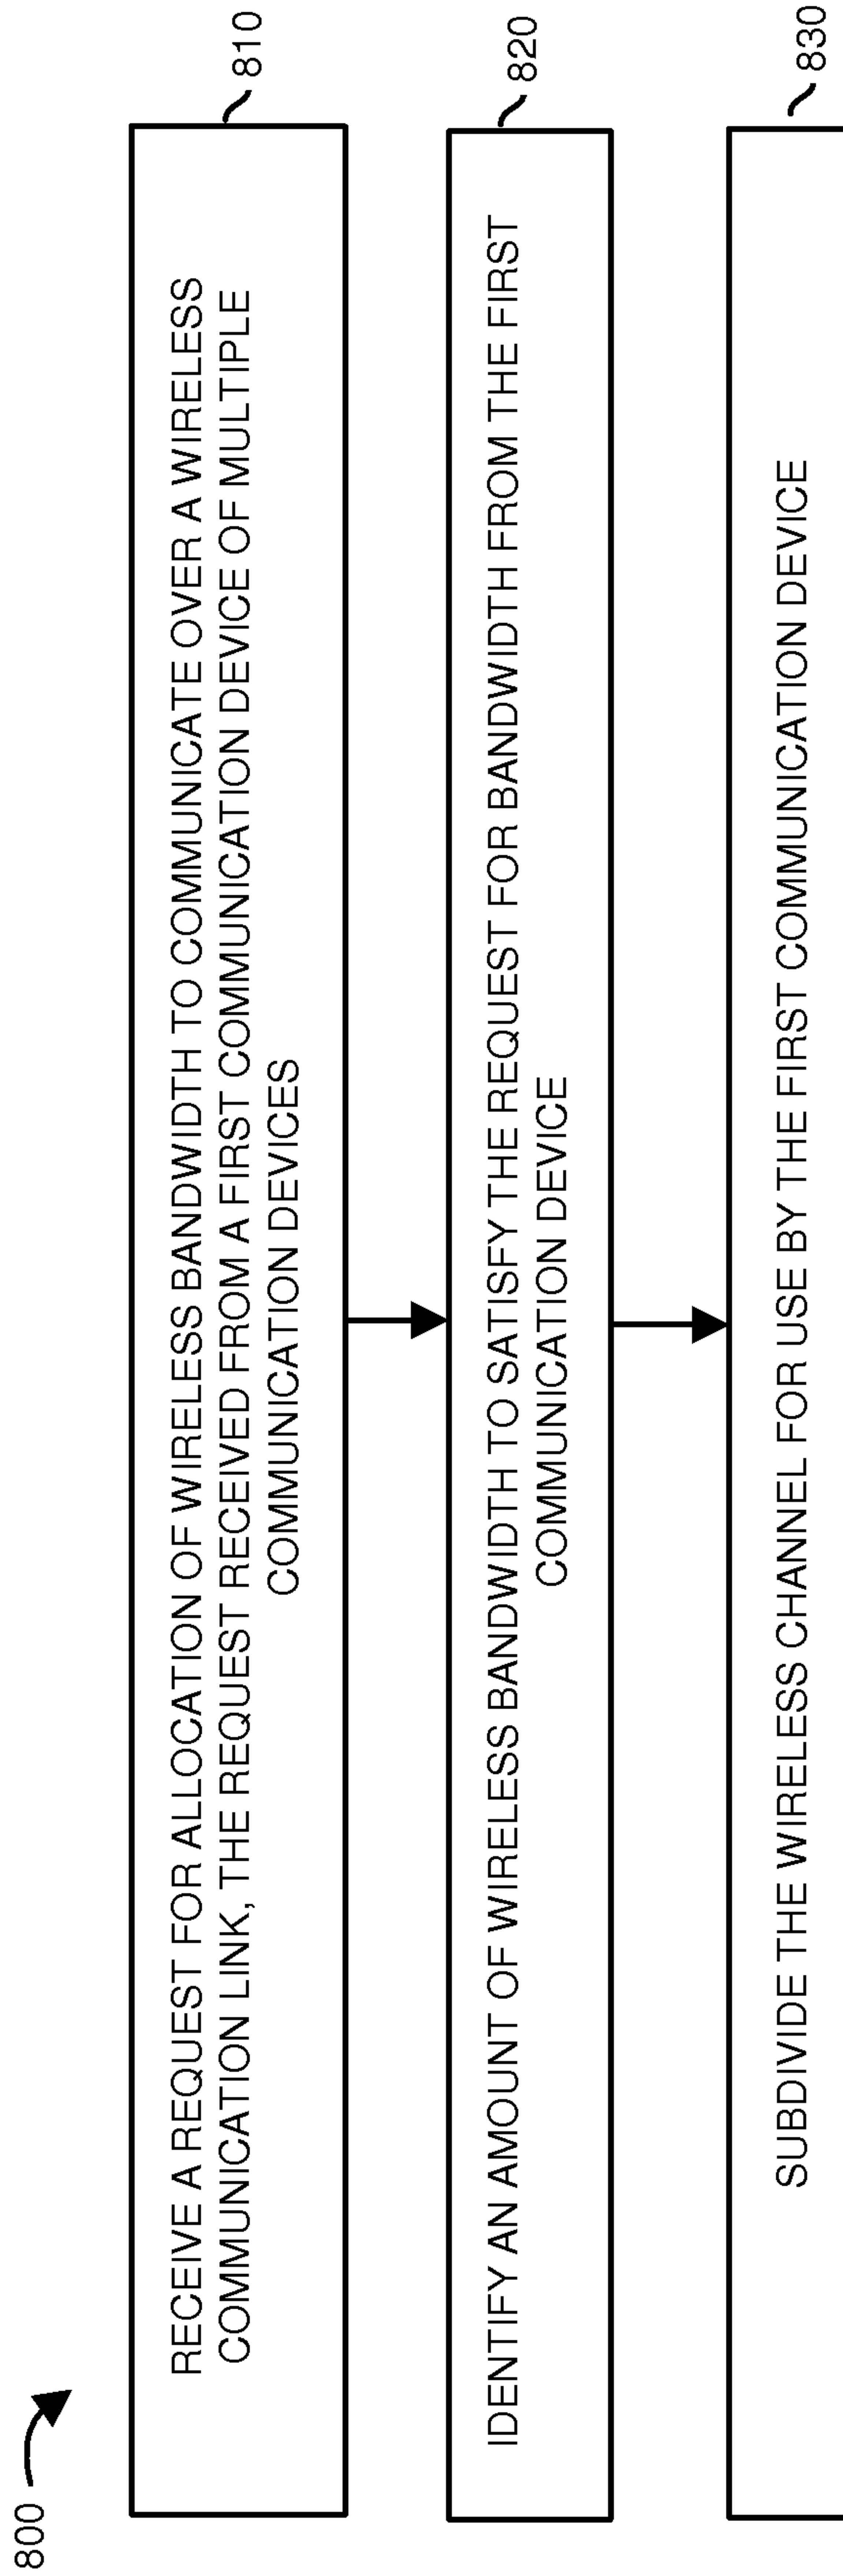 800
RECEIVE A REQUEST FOR ALLOCATION OF WIRELESS BANDWIDTH TO COMMUNICATE OVER A WIRELESS
COMMUNICATION LINK, THE REQUEST RECEIVED FROM A FIRST COMMUNICATION DEVICE OF MULTIPLE
COMMUNICATION DEVICES
810
IDENTIFY AN AMOUNT OF WIRELESS BANDWIDTH TO SATISFY THE REQUEST FOR BANDWIDTH FROM THE FIRST
COMMUNICATION DEVICE
820
SUBDIVIDE THE WIRELESS CHANNEL FOR USE BY THE FIRST COMMUNICATION DEVICE
830